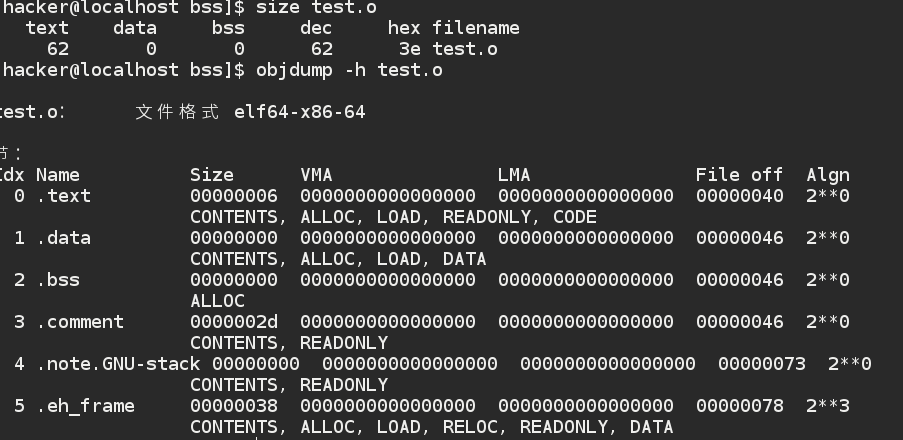 hacker@localhost bss]$ size test.o
text data bss dec hex filename
62 0 0 62 3e test.o
hacker@localhost bss]$ objdump -h test.o
test.o: 文件格式 elf64-x86-64
节:
Idx Name Size VMA LMA File off Algn
0 .text 00000006 0000000000000000 0000000000000000 00000040 2**0
CONTENTS, ALLOC, LOAD, READONLY, CODE
1 .data 00000000 0000000000000000 0000000000000000 00000046 2**0
CONTENTS, ALLOC, LOAD, DATA
2 .bss 00000000 0000000000000000 0000000000000000 00000046 2**0
ALLOC
3 .comment 0000002d 0000000000000000 0000000000000000 00000046 2**0
CONTENTS, READONLY
4 .note.GNU-stack 00000000 0000000000000000 0000000000000000 00000073 2**0
CONTENTS, READONLY
5 .eh_frame 00000038 0000000000000000 0000000000000000 00000078 2**3
CONTENTS, ALLOC, LOAD, RELOC, READONLY, DATA